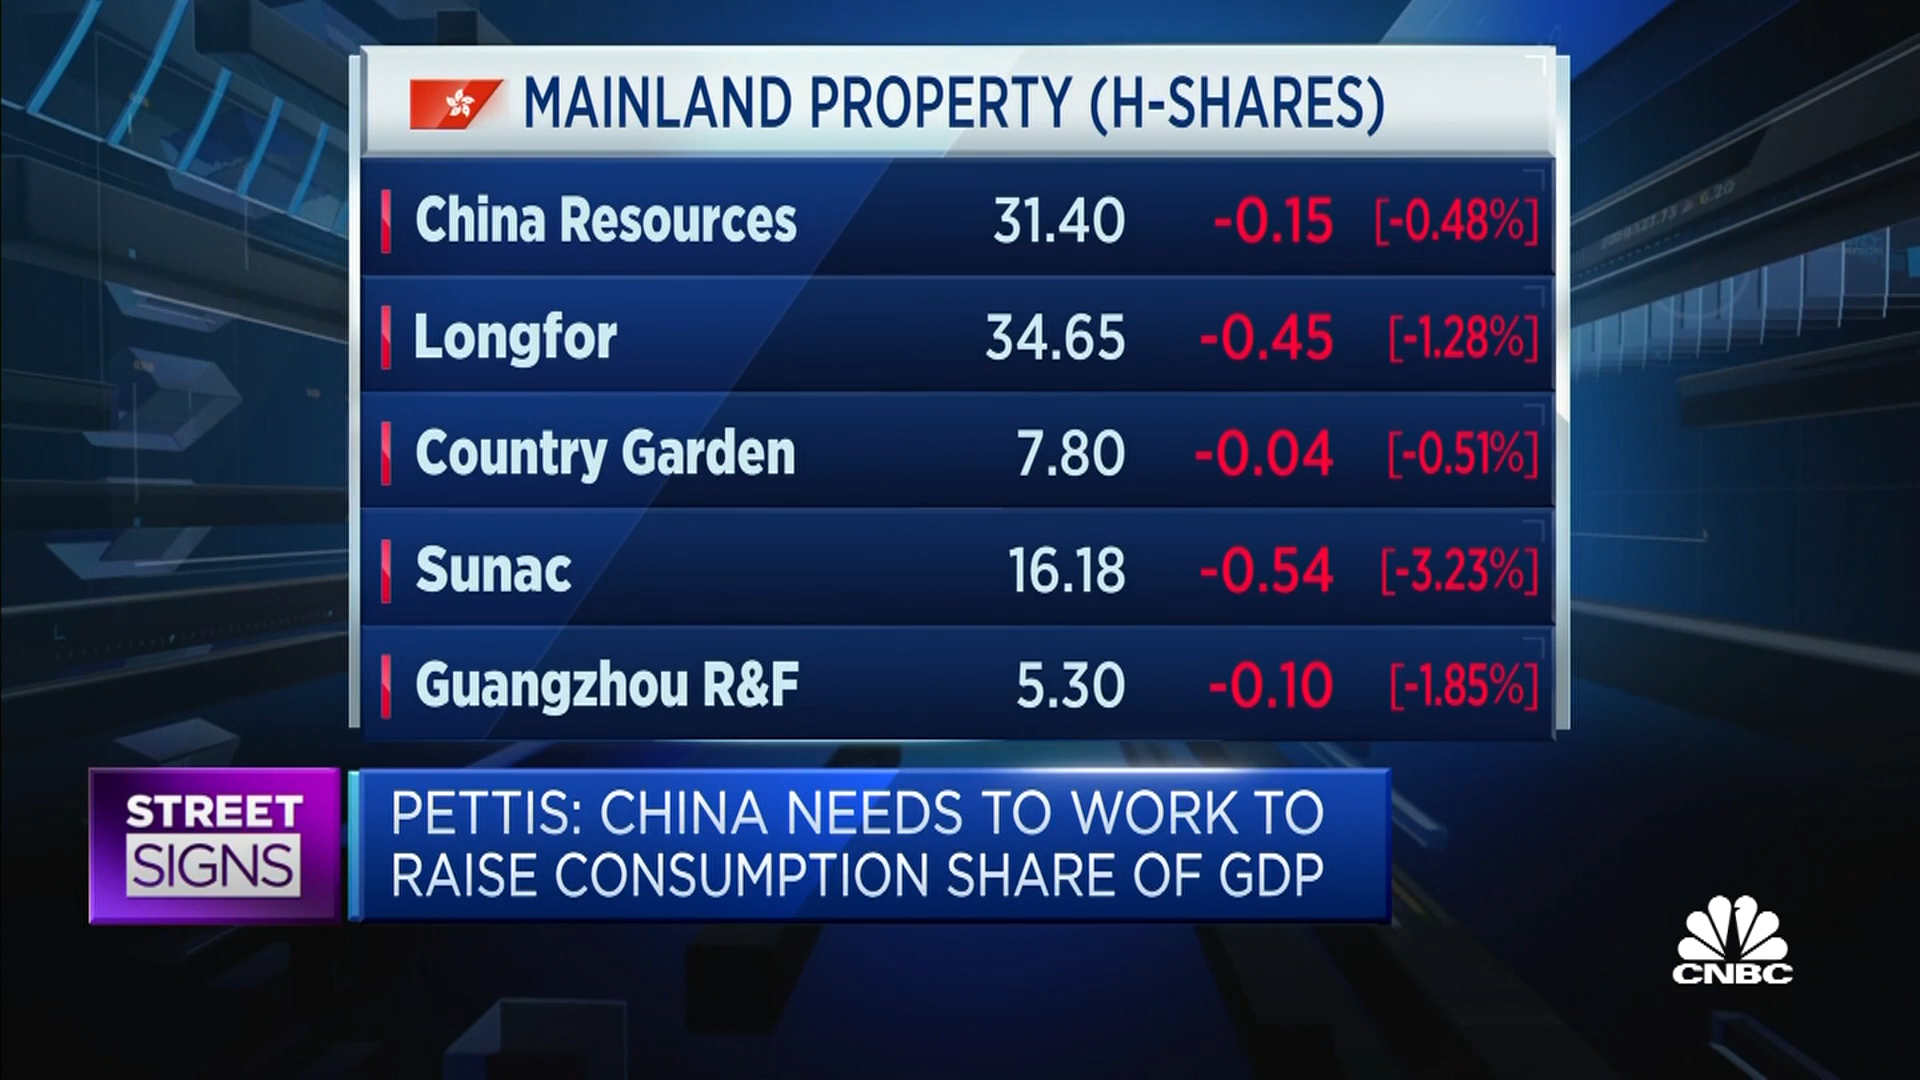 MAINLAND PROPERTY (H-SHARES)
China Resources 31.40 -0.15 [-0.48%]
Longfor 34.65 -0.45 [-1.28%]
Country Garden 7.80 -0.04 [-0.51%]
Sunac 16.18 -0.54 [-3.23%]
Guangzhou R&F 5.30 -0.10 [-1.85%]
STREET
SIGNS
PETTIS: CHINA NEEDS TO WORK TO
RAISE CONSUMPTION SHARE OF GDP
CNBC